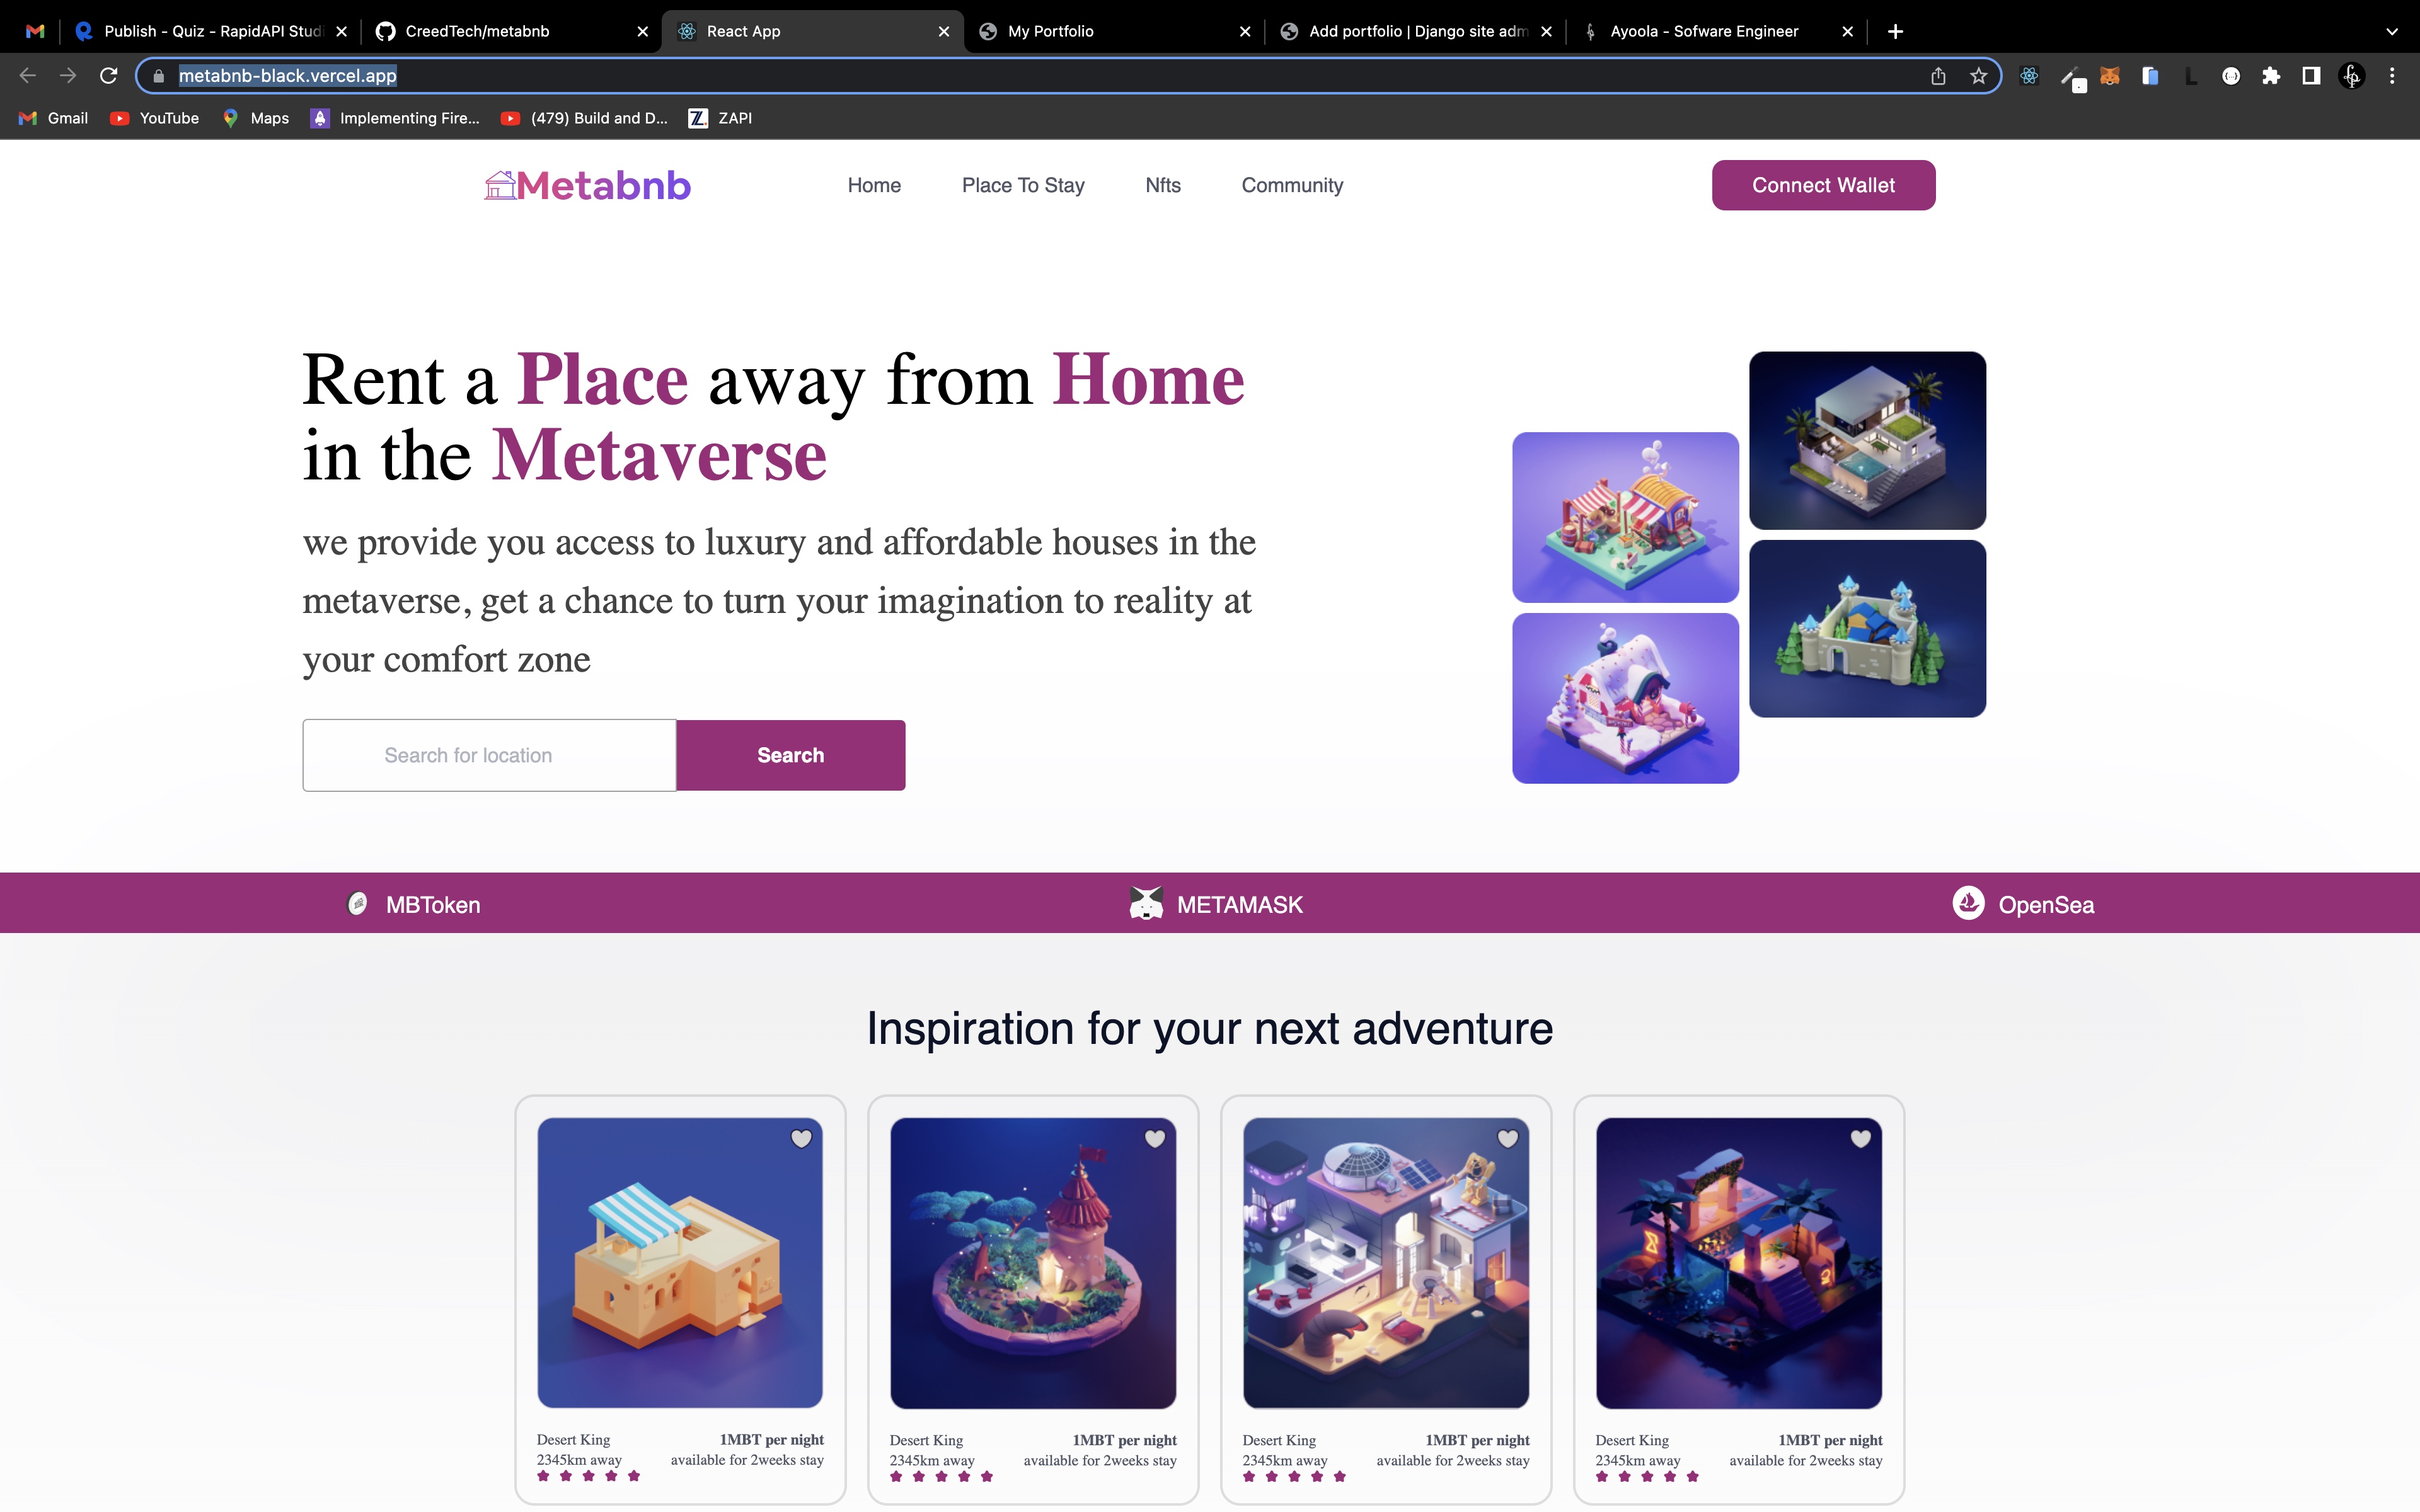 Publish - Quiz - RapidAPI Studi
CreedTech/metabnb
React App
My Portfolio
Add portfolio | Django site adm
Ayoola - Sofware Engineer
metabnb-black.vercel.app
Gmail
YouTube
Maps
Implementing Fire...
(479) Build and D...
ZAPI
Metabnb
Home
Place To Stay
Nfts
Community
Connect Wallet
Rent a Place away from Home
in the Metaverse
we provide you access to luxury and affordable houses in the
metaverse, get a chance to turn your imagination to reality at
your comfort zone
Search for location
Search
MBToken
METAMASK
OpenSea
Inspiration for your next adventure
Desert King
1MBT per night
2345km away
available for 2weeks stay
Desert King
1MBT per night
2345km away
available for 2weeks stay
Desert King
1MBT per night
2345km away
available for 2weeks stay
Desert King
1MBT per night
2345km away
available for 2weeks stay